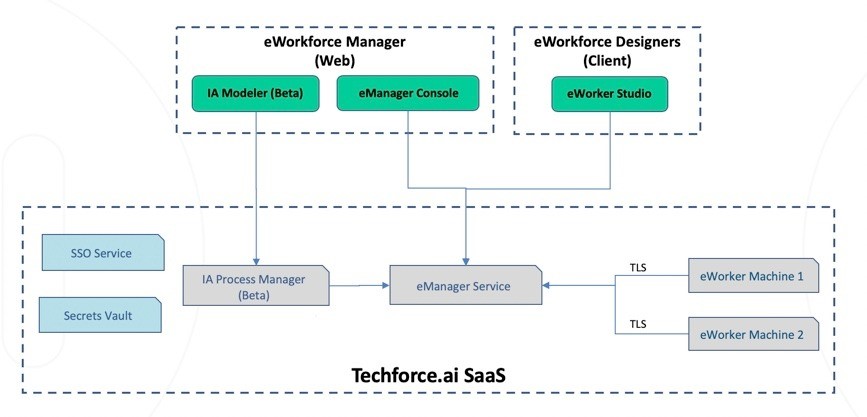 eWorkforce Manager
(Web)
eWorkforce Designers
(Client)
IA Modeler (Beta)
eManager Console
eWorker Studio
SSO Service
Secrets Vault
IA Process Manager
(Beta)
eManager Service
TLS
eWorker Machine 1
TLS
eWorker Machine 2
Techforce.ai SaaS